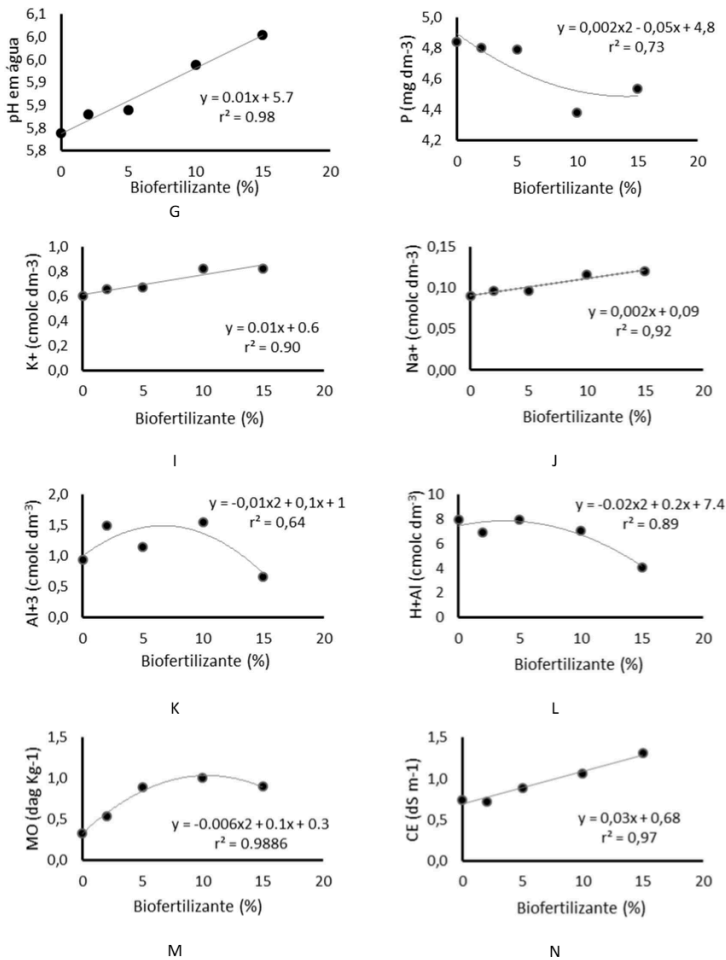 6,1
6,0
6,0
5,9
5,9
5,8
5,8
pH em água
y = 0.01x + 5.7
r² = 0.98
0 5 10 15 20
Biofertilizante (%)
G
5,0
4,8
4,6
4,4
4,2
P (mg dm-3)
y = 0,002x2 - 0,05x + 4,8
r² = 0,73
0 5 10 15 20
Biofertilizante (%)
1,0
0,8
0,6
0,4
0,2
0,0
K+ (cmolc dm-3)
y = 0.01x + 0.6
r² = 0.90
0 5 10 15 20
Biofertilizante (%)
I
0,15
0,10
0,05
0,00
Na+ (cmolc dm-3)
y = 0,002x + 0,09
r² = 0,92
0 5 10 15 20
Biofertilizante (%)
J
2,0
1,5
1,0
0,5
0,0
Al+3 (cmolc dm⁻³)
y = -0,01x2 + 0,1x + 1
r² = 0,64
0 5 10 15 20
Biofertilizante (%)
K
10
8
6
4
2
0
H+Al (cmolc dm⁻³)
y = -0.02x2 + 0.2x + 7.4
r² = 0.89
0 5 10 15 20
Biofertilizante (%)
L
1,5
1,0
0,5
0,0
MO (dag Kg-1)
y = -0.006x2 + 0.1x + 0.3
r² = 0.9886
0 5 10 15 20
Biofertilizante (%)
M
1,5
1,0
0,5
0,0
CE (dS m-1)
y = 0,03x + 0,68
r² = 0,97
0 5 10 15 20
Biofertilizante (%)
N